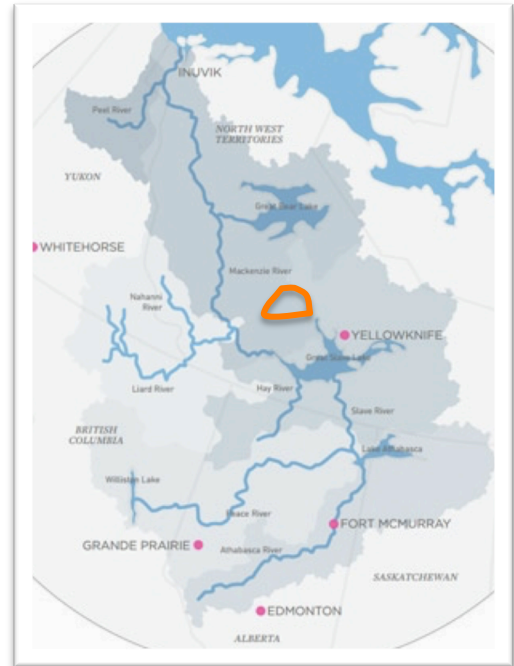 INUVIK
Peel River
NORTH WEST
TERRITORIES
YUKON
Great Bear Lake
WHITEHORSE
Mackenzie River
Nahanni
River
YELLOWKNIFE
Great Slave Lake
Liard River
Hay River
Slave River
BRITISH
COLUMBIA
Lake Athabasca
Williston Lake
Peace River
FORT MCMURRAY
GRANDE PRAIRIE
Athabasca River
SASKATCHEWAN
EDMONTON
ALBERTA